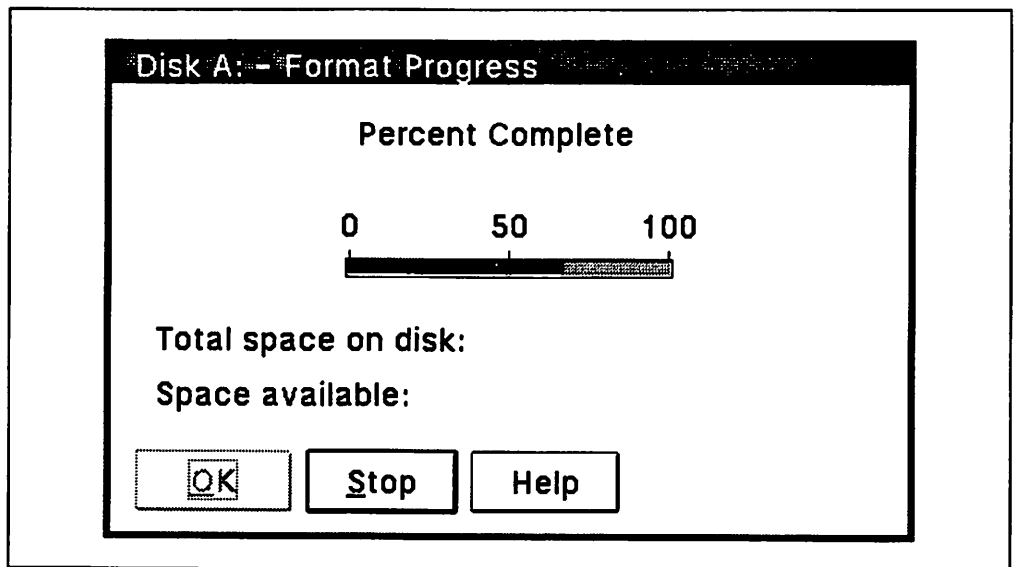 Disk A: – Format Progress
Percent Complete
0 50 100
Total space on disk:
Space available:
OK Stop Help